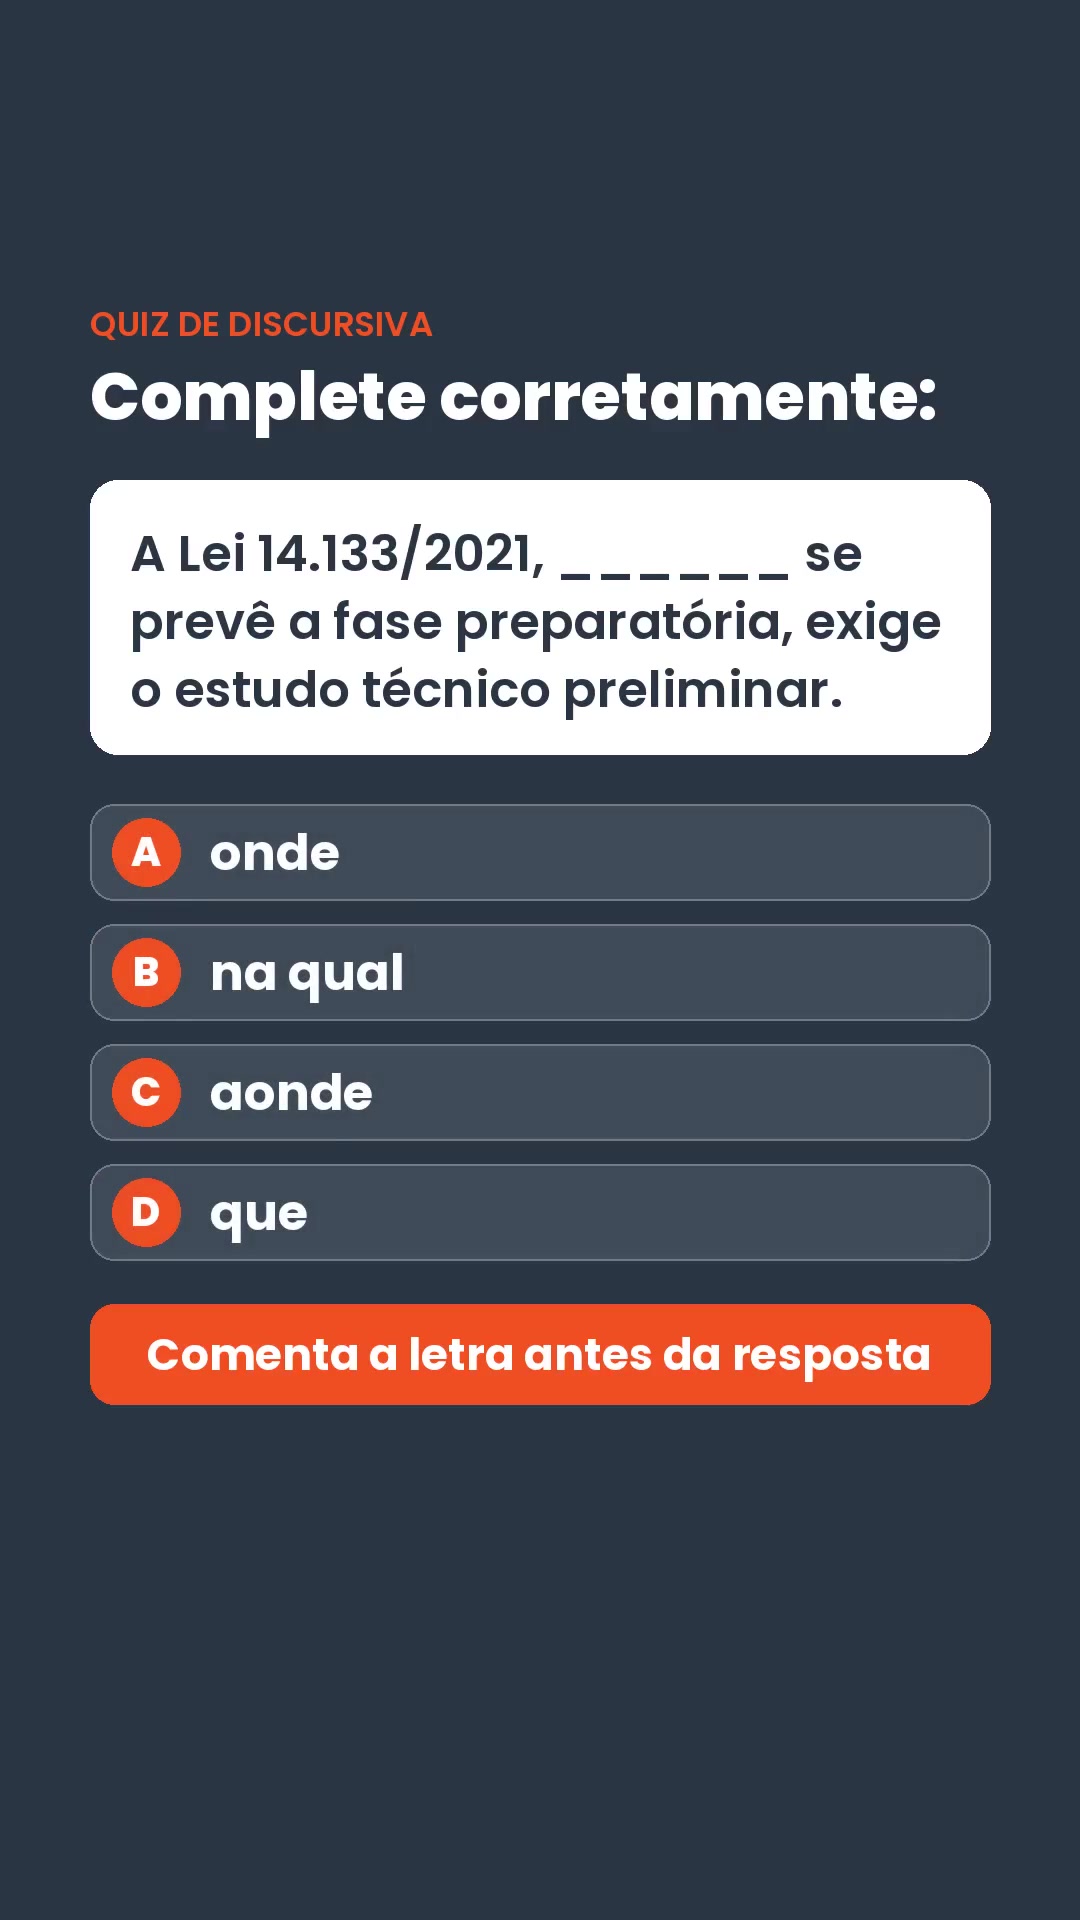 QUIZ DE DISCURSIVA
Complete corretamente:
A Lei 14.133/2021, ______ se
prevê a fase preparatória, exige
o estudo técnico preliminar.
A onde
B na qual
C aonde
D que
Comenta a letra antes da resposta